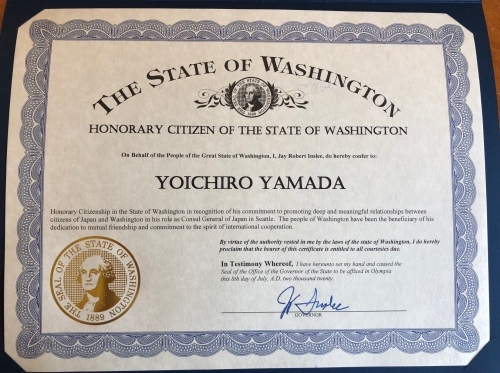 THE STATE OF WASHINGTON
HONORARY CITIZEN OF THE STATE OF WASHINGTON
On Behalf of the People of the Great State of Washington, I, Jay Robert Inslee, do hereby confer to:
YOICHIRO YAMADA
Honorary Citizenship in the State of Washington in recognition of his commitment to promoting deep and meaningful relationships between
citizens of Japan and Washington in his role as Consul General of Japan in Seattle. The people of Washington have been the beneficiary of his
dedication to mutual friendship and commitment to the spirit of international cooperation.
By virtue of the authority vested in me by the laws of the state of Washington, I do hereby
proclaim that the bearer of this certificate is entitled to all courtesies due.
In Testimony Whereof, I have hereunto set my hand and caused the
Seal of the Office of the Governor of the State to be affixed in Olympia
this 8th day of July, A.D. two thousand twenty.
GOVERNOR
THE SEAL OF THE STATE OF WASHINGTON
1889